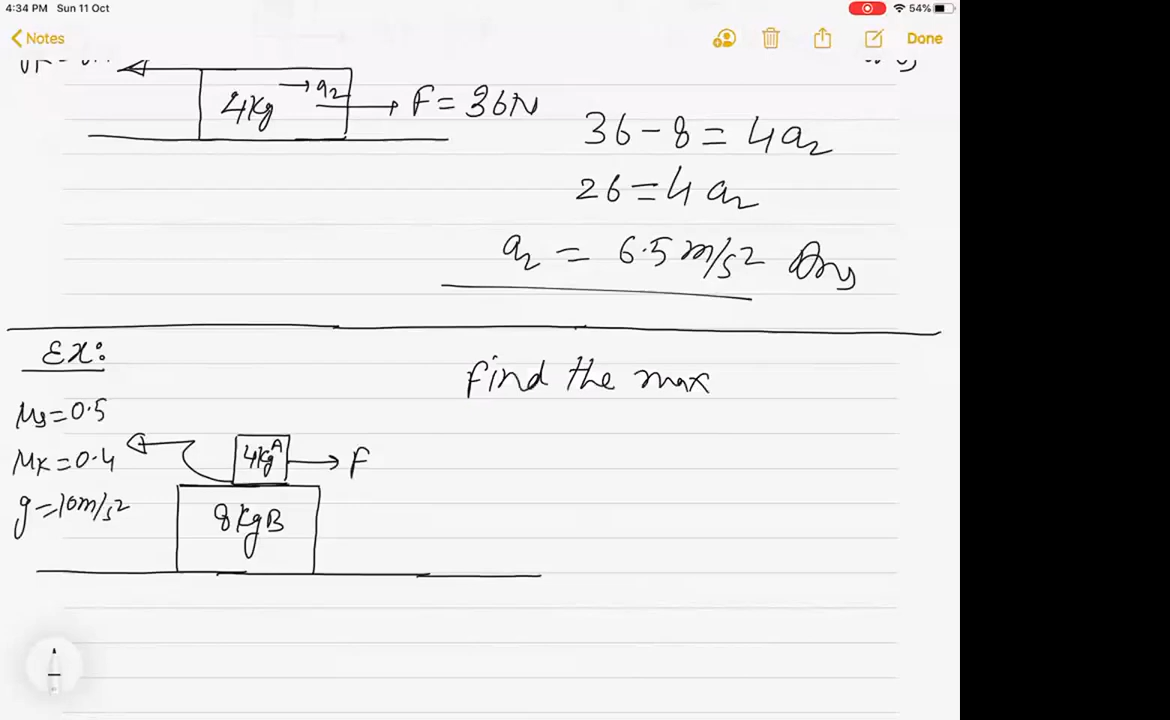 4:34 PM Sun 11 Oct
54%
Notes
Done
4kg → a2 F = 36N
36 - 8 = 4a2
26 = 4a2
a2 = 6.5 m/s² Ans
Ex:
find the max
μs = 0.5
μk = 0.4
g = 10m/s²
4kg A F
8kg B